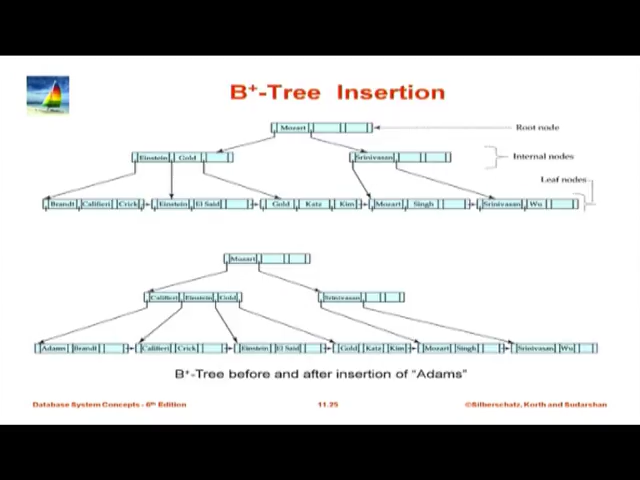 B+-Tree Insertion
Mozart
Root node
Einstein Gold
Srinivasan
Internal nodes
Leaf nodes
Brandt Califieri Crick Einstein El Said Gold Katz Kim Mozart Singh Srinivasan Wu
Mozart
Califieri Einstein Gold
Srinivasan
Adams Brandt Califieri Crick Einstein El Said Gold Katz Kim Mozart Singh Srinivasan Wu
B+-Tree before and after insertion of "Adams"
Database System Concepts - 6th Edition 11.25 ©Silberschatz, Korth and Sudarshan